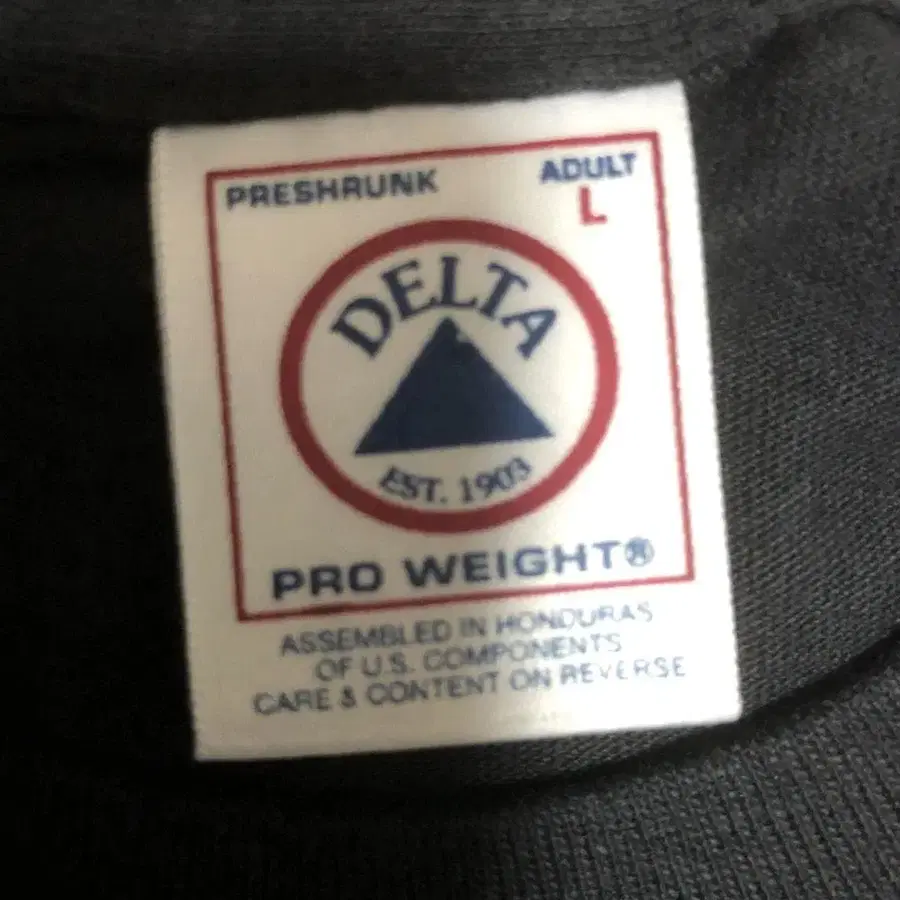 PRESHRUNK
ADULT
L
DELTA
EST. 1903
PRO WEIGHT®
ASSEMBLED IN HONDURAS
OF U.S. COMPONENTS
CARE & CONTENT ON REVERSE